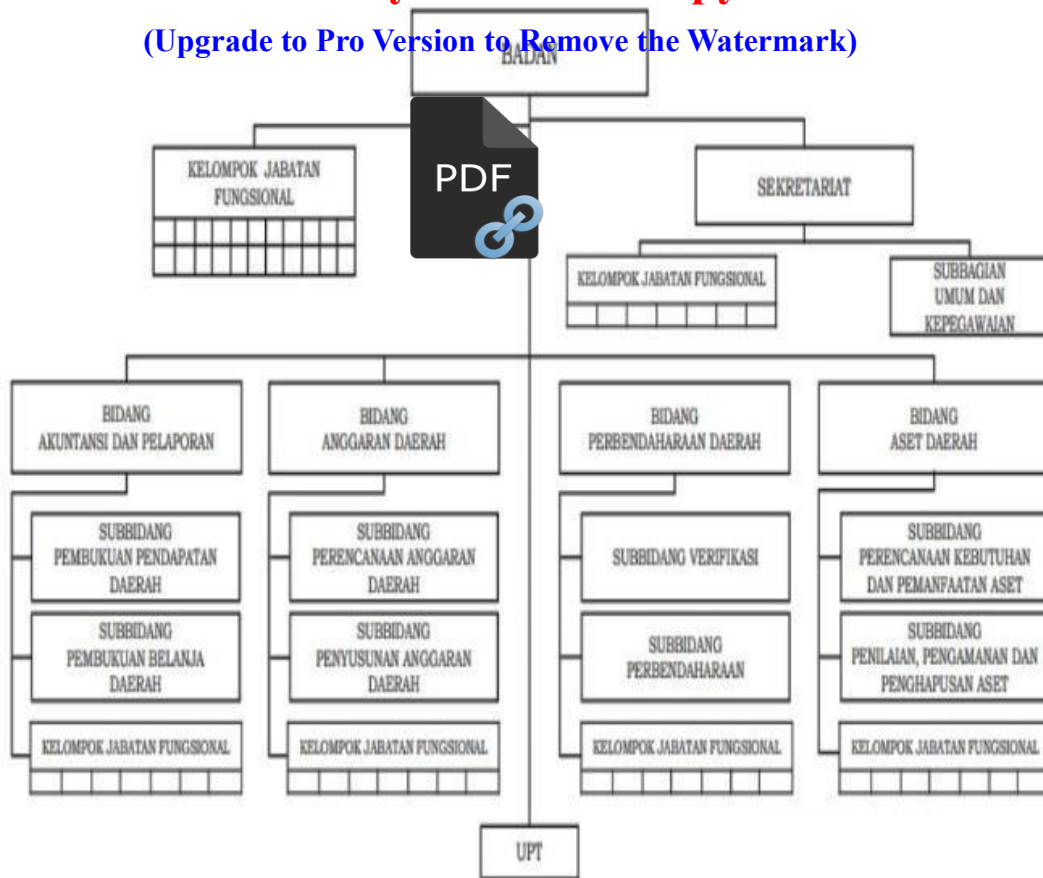 (Upgrade to Pro Version to Remove the Watermark)
BADAN
PDF
KELOMPOK JABATAN
FUNGSIONAL
SEKRETARIAT
KELOMPOK JABATAN FUNGSIONAL
SUBBAGIAN
UMUM DAN
KEPEGAWAIAN
BIDANG
AKUNTANSI DAN PELAPORAN
BIDANG
ANGGARAN DAERAH
BIDANG
PERBENDAHARAAN DAERAH
BIDANG
ASET DAERAH
SUBBIDANG
PEMBUKUAN PENDAPATAN
DAERAH
SUBBIDANG
PERENCANAAN ANGGARAN
DAERAH
SUBBIDANG VERIFIKASI
SUBBIDANG
PERENCANAAN KEBUTUHAN
DAN PEMANFAATAN ASET
SUBBIDANG
PEMBUKUAN BELANJA
DAERAH
SUBBIDANG
PENYUSUNAN ANGGARAN
DAERAH
SUBBIDANG
PERBENDAHARAAN
SUBBIDANG
PENILAIAN, PENGAMANAN DAN
PENGHAPUSAN ASET
KELOMPOK JABATAN FUNGSIONAL
KELOMPOK JABATAN FUNGSIONAL
KELOMPOK JABATAN FUNGSIONAL
KELOMPOK JABATAN FUNGSIONAL
UPT